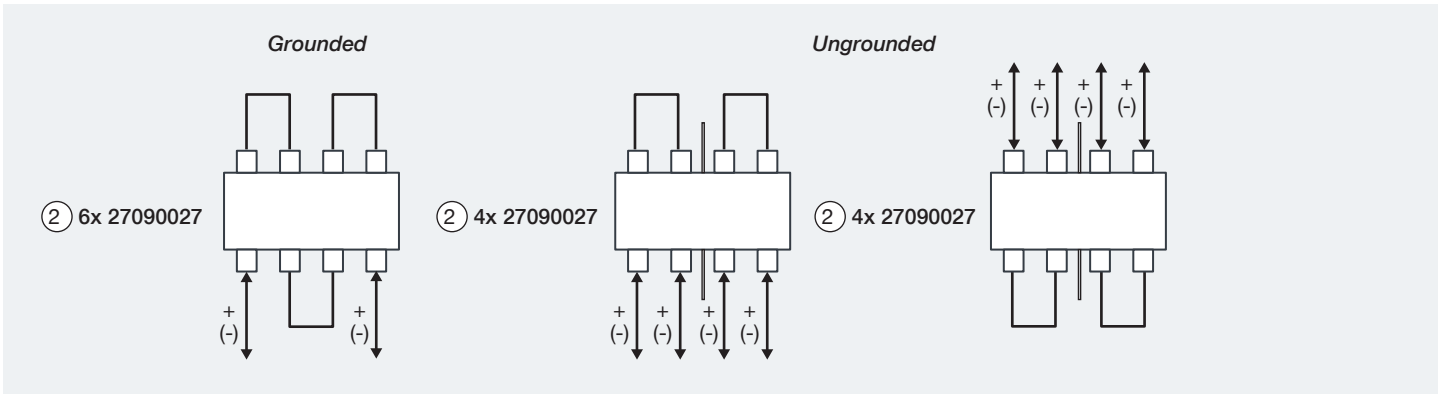 Grounded
Ungrounded
+ + + +
(-) (-) (-) (-)
2 6x 27090027
2 4x 27090027
2 4x 27090027
+ +
(-) (-)
+ + + +
(-) (-) (-) (-)